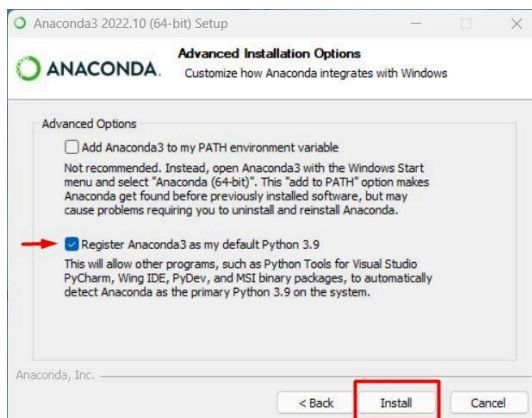 Anaconda3 2022.10 (64-bit) Setup
ANACONDA.
Advanced Installation Options
Customize how Anaconda integrates with Windows
Advanced Options
Add Anaconda3 to my PATH environment variable
Not recommended. Instead, open Anaconda3 with the Windows Start
menu and select "Anaconda (64-bit)". This "add to PATH" option makes
Anaconda get found before previously installed software, but may
cause problems requiring you to uninstall and reinstall Anaconda.
Register Anaconda3 as my default Python 3.9
This will allow other programs, such as Python Tools for Visual Studio
PyCharm, Wing IDE, PyDev, and MSI binary packages, to automatically
detect Anaconda as the primary Python 3.9 on the system.
Anaconda, Inc.
< Back Install Cancel